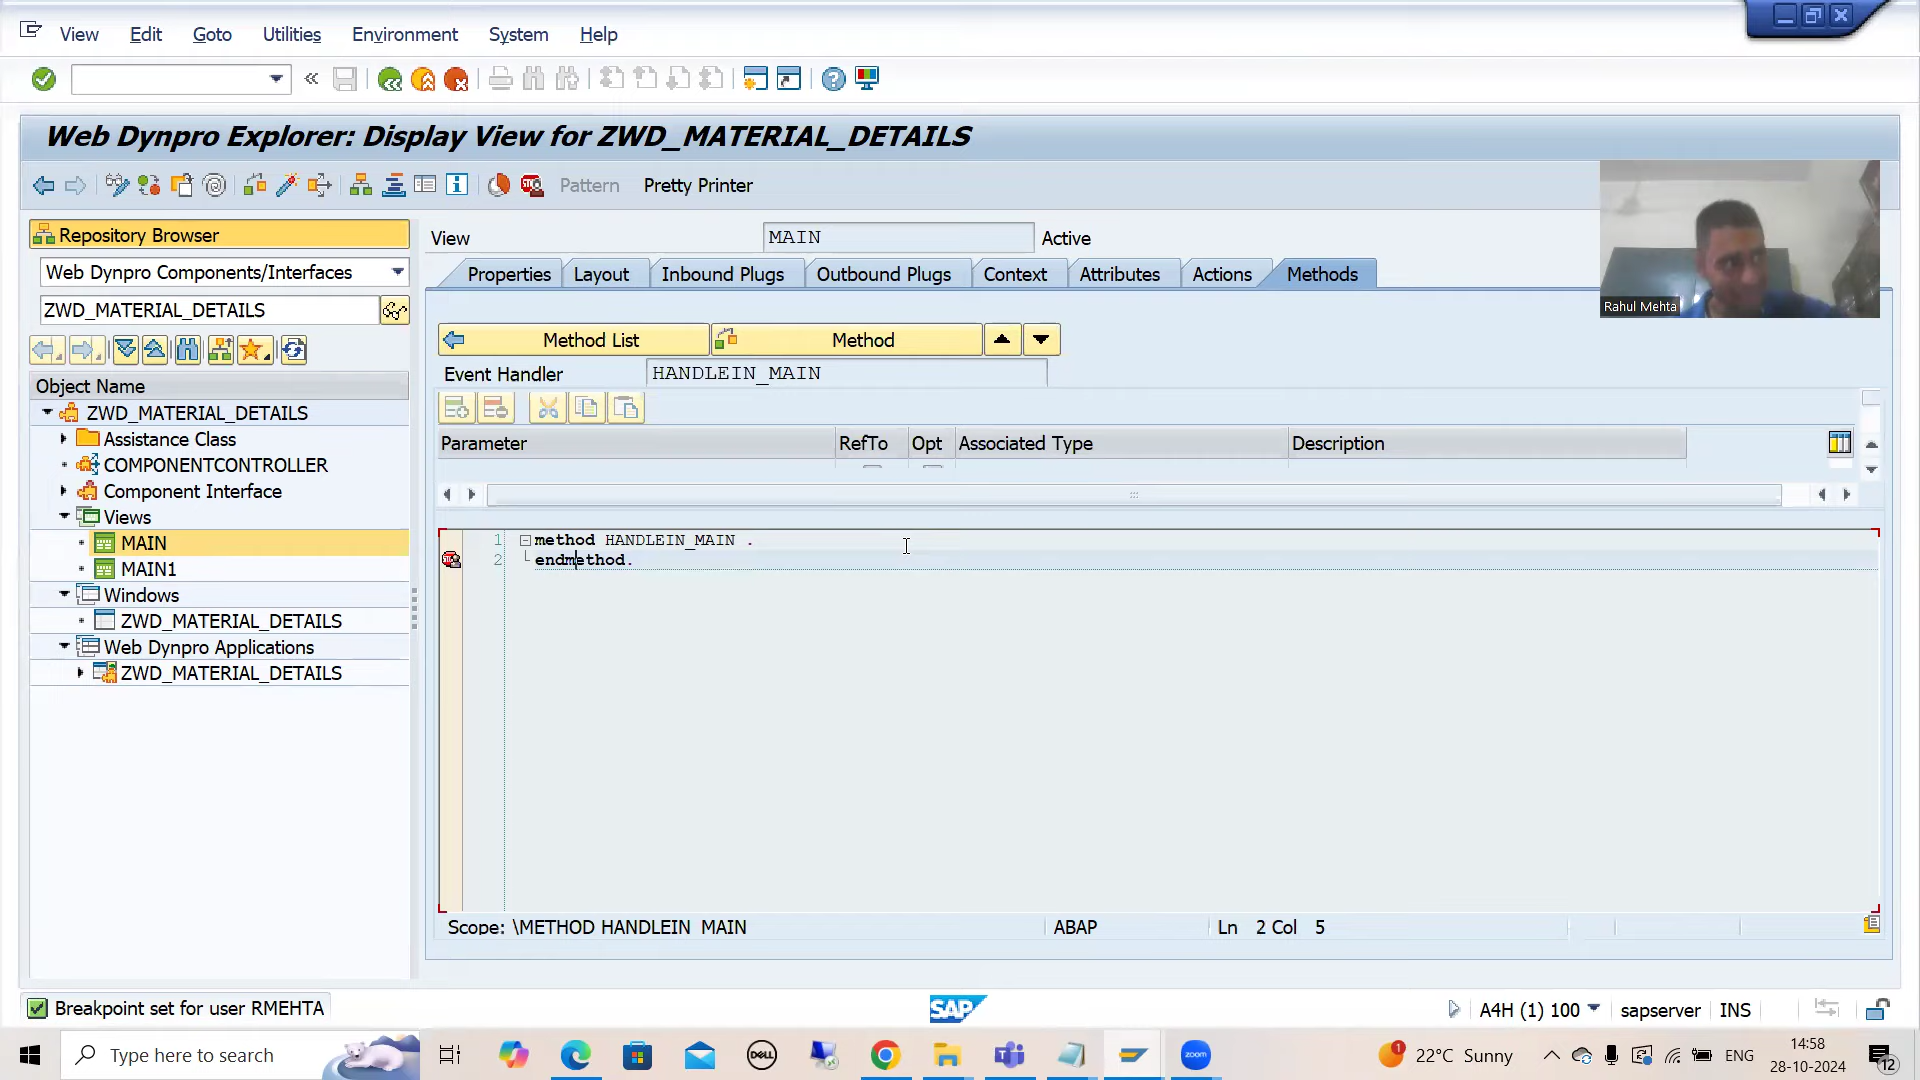 View Edit Goto Utilities Environment System Help
Web Dynpro Explorer: Display View for ZWD_MATERIAL_DETAILS
Pattern Pretty Printer
Rahul Mehta
Repository Browser
Web Dynpro Components/Interfaces
ZWD_MATERIAL_DETAILS
Object Name
ZWD_MATERIAL_DETAILS
Assistance Class
COMPONENTCONTROLLER
Component Interface
Views
MAIN
MAIN1
Windows
ZWD_MATERIAL_DETAILS
Web Dynpro Applications
ZWD_MATERIAL_DETAILS
View MAIN Active
Properties Layout Inbound Plugs Outbound Plugs Context Attributes Actions Methods
Method List Method
Event Handler HANDLEIN_MAIN
Parameter RefTo Opt Associated Type Description
1 method HANDLEIN_MAIN .
2 endmethod.
Scope: \METHOD HANDLEIN_MAIN ABAP Ln 2 Col 5
Breakpoint set for user RMEHTA
SAP
A4H (1) 100 sapserver INS
Type here to search
DELL
zoom
1
22°C Sunny
ENG
14:58
28-10-2024
12